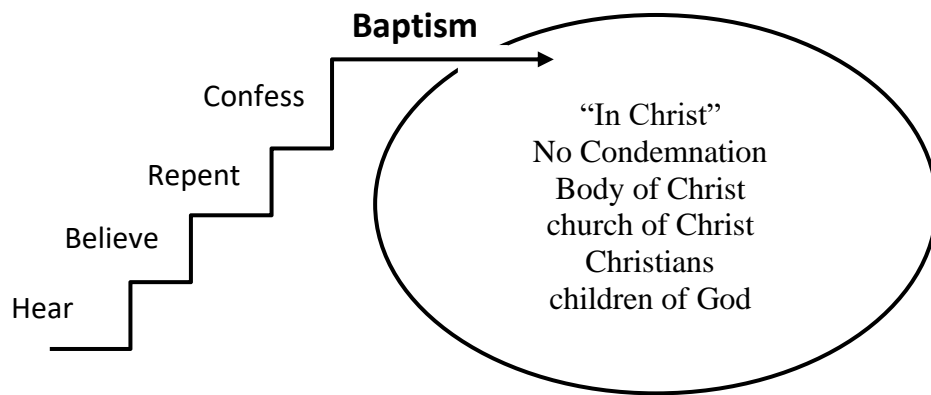 Baptism
Confess
Repent
Believe
Hear
“In Christ”
No Condemnation
Body of Christ
church of Christ
Christians
children of God